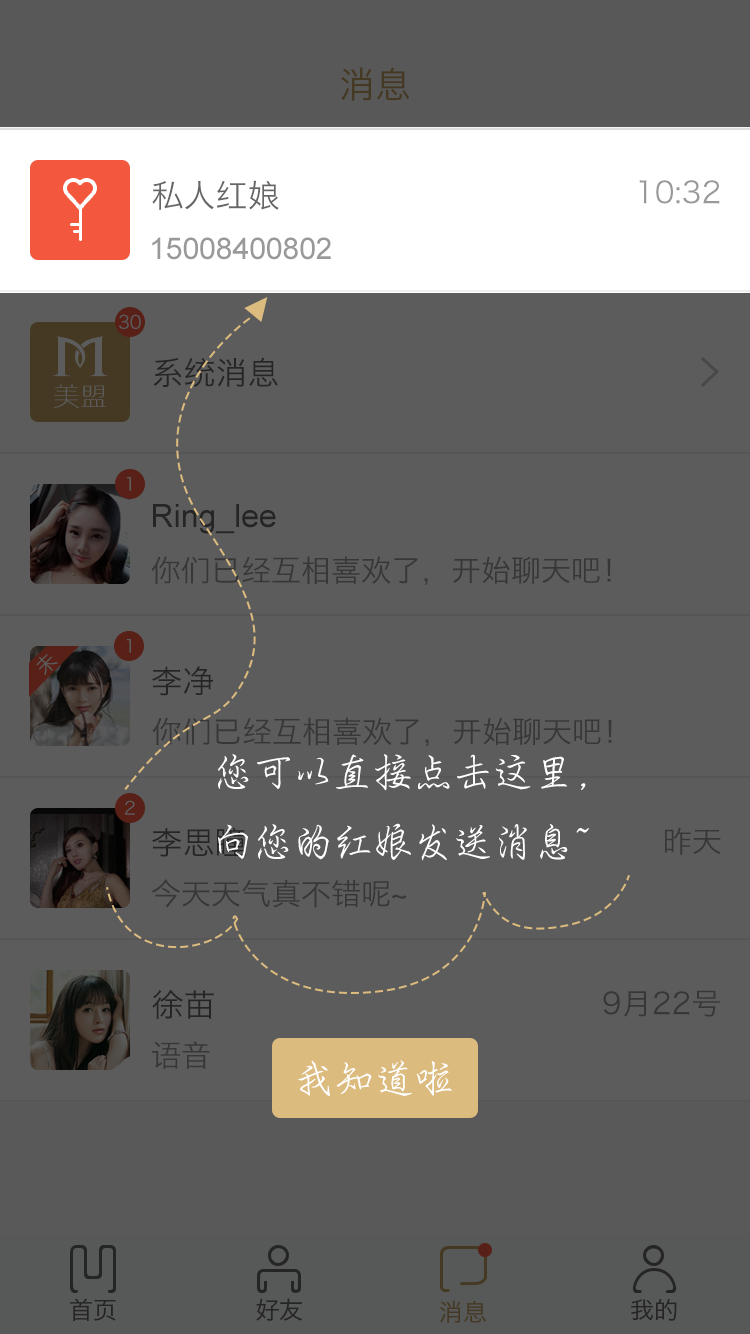 消息
私人红娘
10:32
15008400802
30
美盟
系统消息
1
Ring_lee
你们已经互相喜欢了，开始聊天吧！
1
未
李净
你们已经互相喜欢了，开始聊天吧！
您可以直接点击这里，
2
李思
昨天
向您的红娘发送消息~
今天天气真不错呢~
徐苗
9月22号
语音
我知道啦
首页
好友
消息
我的